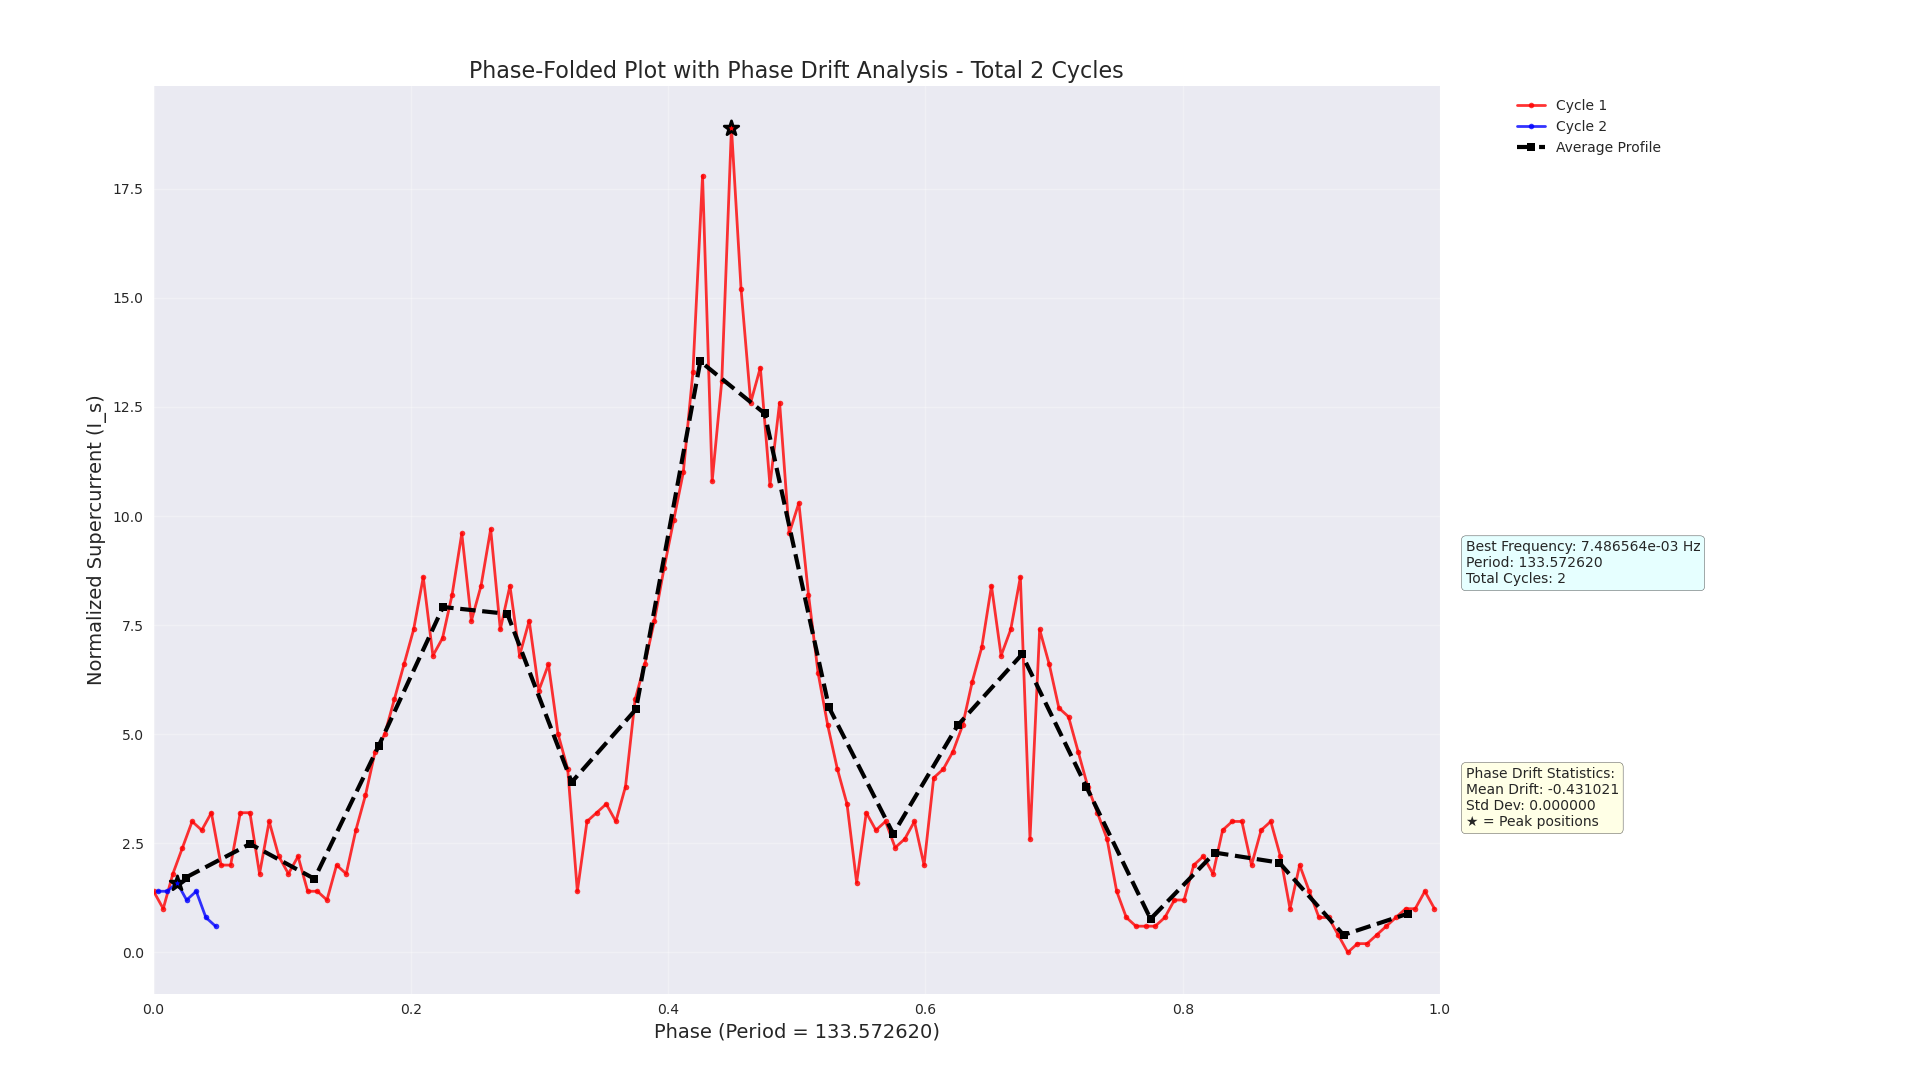 Phase-Folded Plot with Phase Drift Analysis - Total 2 Cycles
Cycle 1
Cycle 2
Average Profile
Normalized Supercurrent (I_s)
17.5
15.0
12.5
10.0
7.5
5.0
2.5
0.0
Best Frequency: 7.486564e-03 Hz
Period: 133.572620
Total Cycles: 2
Phase Drift Statistics:
Mean Drift: -0.431021
Std Dev: 0.000000
★ = Peak positions
0.0 0.2 0.4 0.6 0.8 1.0
Phase (Period = 133.572620)